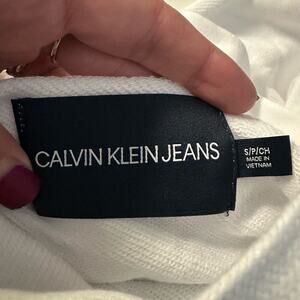 CALVIN KLEIN JEANS
S/P/CH
MADE IN
VIETNAM